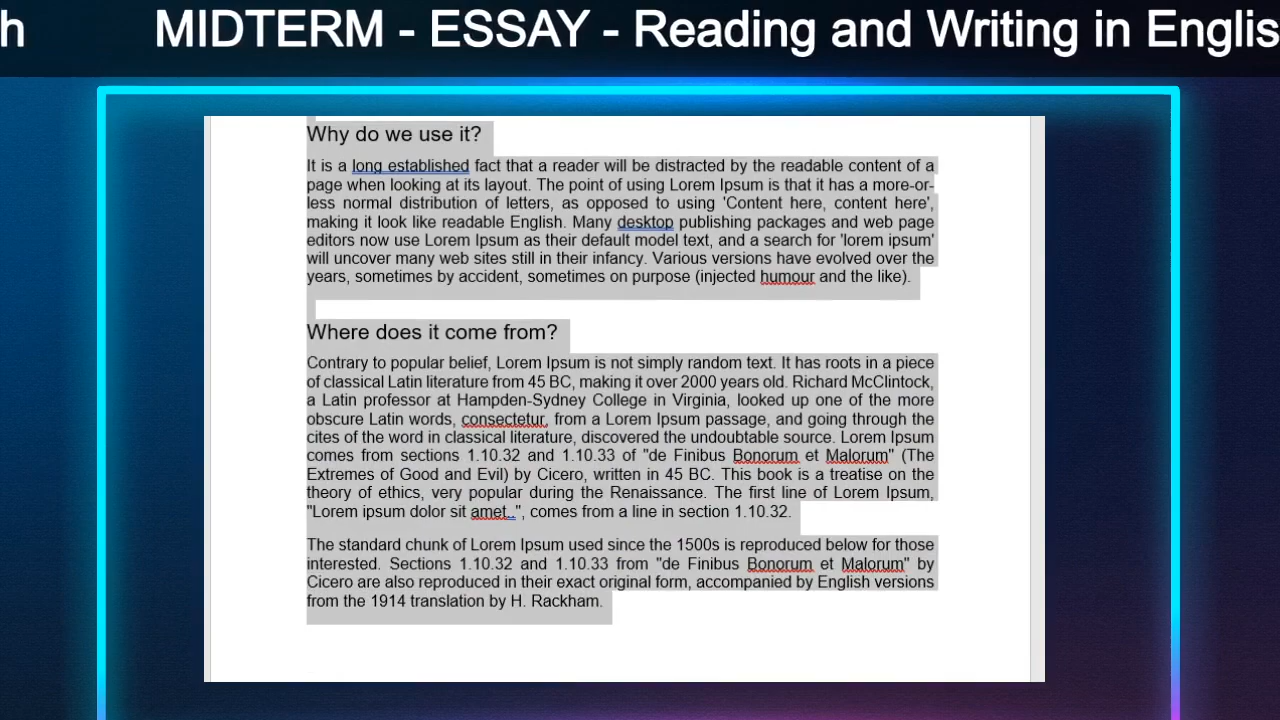 h MIDTERM - ESSAY - Reading and Writing in Englis
Why do we use it?
It is a long established fact that a reader will be distracted by the readable content of a
page when looking at its layout. The point of using Lorem Ipsum is that it has a more-or-
less normal distribution of letters, as opposed to using 'Content here, content here',
making it look like readable English. Many desktop publishing packages and web page
editors now use Lorem Ipsum as their default model text, and a search for 'lorem ipsum'
will uncover many web sites still in their infancy. Various versions have evolved over the
years, sometimes by accident, sometimes on purpose (injected humour and the like).
Where does it come from?
Contrary to popular belief, Lorem Ipsum is not simply random text. It has roots in a piece
of classical Latin literature from 45 BC, making it over 2000 years old. Richard McClintock,
a Latin professor at Hampden-Sydney College in Virginia, looked up one of the more
obscure Latin words, consectetur, from a Lorem Ipsum passage, and going through the
cites of the word in classical literature, discovered the undoubtable source. Lorem Ipsum
comes from sections 1.10.32 and 1.10.33 of "de Finibus Bonorum et Malorum" (The
Extremes of Good and Evil) by Cicero, written in 45 BC. This book is a treatise on the
theory of ethics, very popular during the Renaissance. The first line of Lorem Ipsum,
"Lorem ipsum dolor sit amet..", comes from a line in section 1.10.32.
The standard chunk of Lorem Ipsum used since the 1500s is reproduced below for those
interested. Sections 1.10.32 and 1.10.33 from "de Finibus Bonorum et Malorum" by
Cicero are also reproduced in their exact original form, accompanied by English versions
from the 1914 translation by H. Rackham.